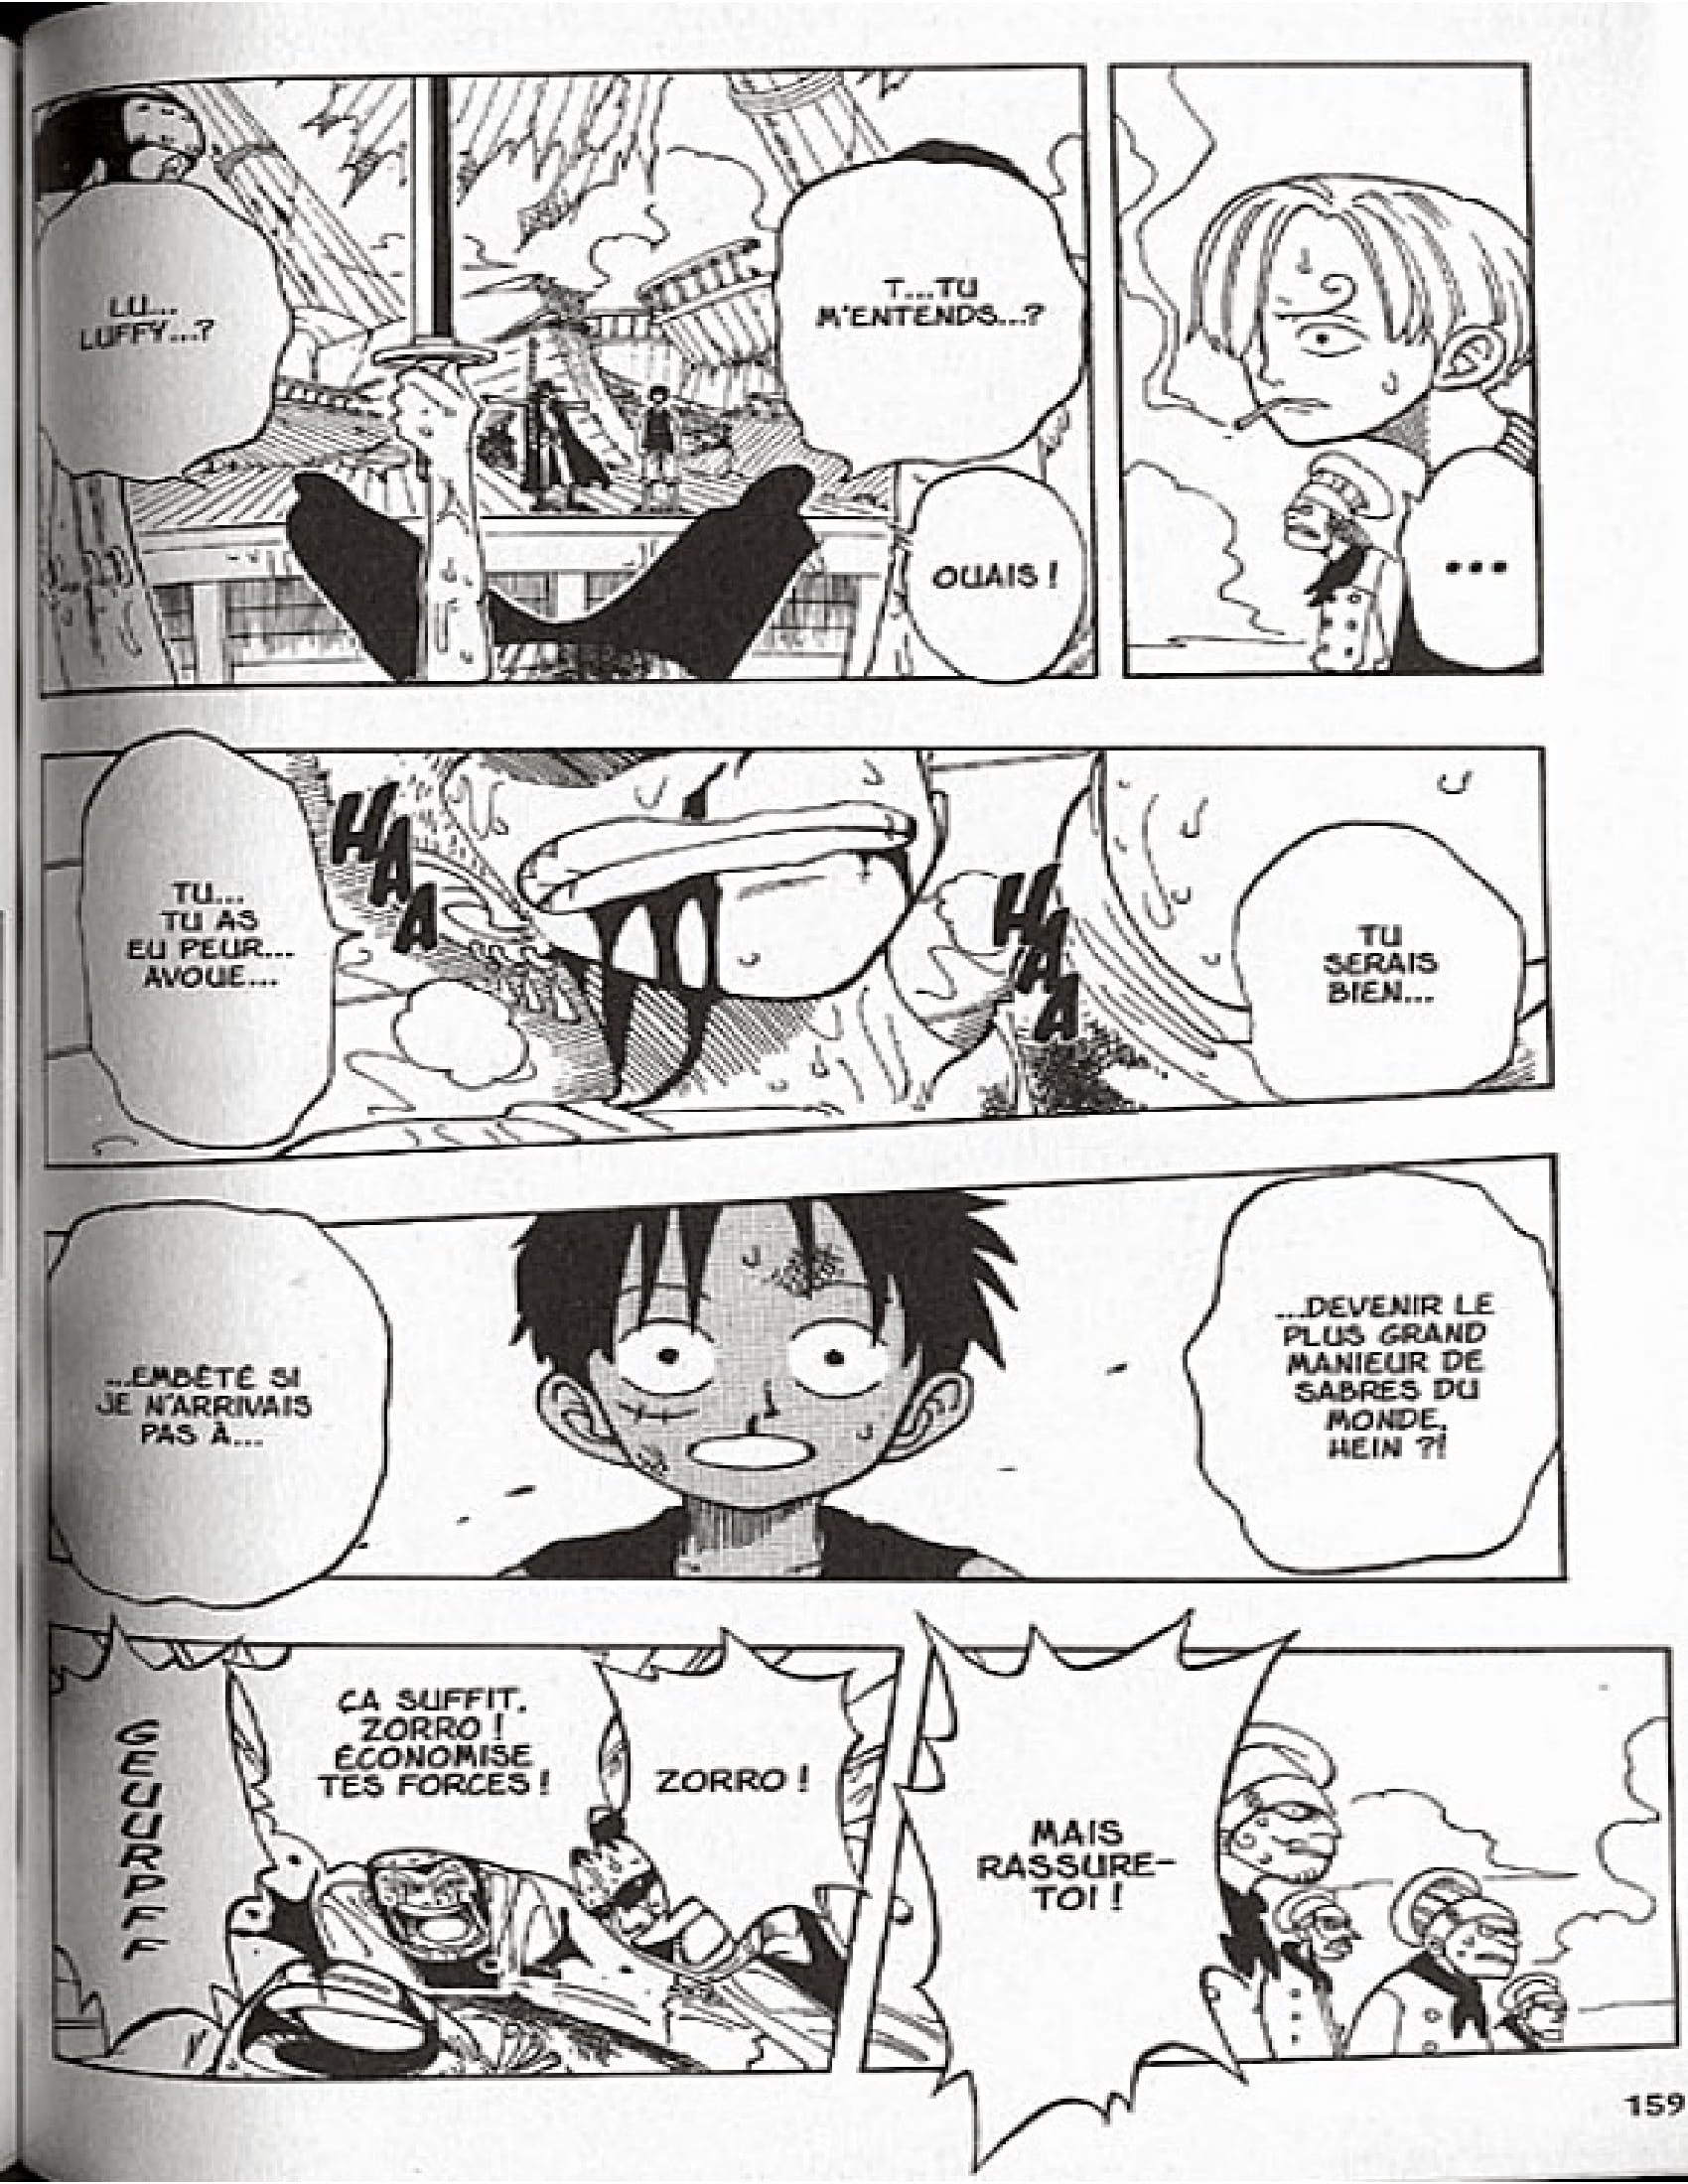 LU...
LUFFY...?
T...TU
M'ENTENDS...?
OUAIS !
...
TU...
TU AS
EU PEUR...
AVOUE...
HAA
HAA
TU
SERAIS
BIEN...
...EMBÊTÉ SI
JE N'ARRIVAIS
PAS À...
...DEVENIR LE
PLUS GRAND
MANIEUR DE
SABRES DU
MONDE,
HEIN ?!
GEUURPFF
ÇA SUFFIT,
ZORRO !
ÉCONOMISE
TES FORCES !
ZORRO !
MAIS
RASSURE-
TOI !
159